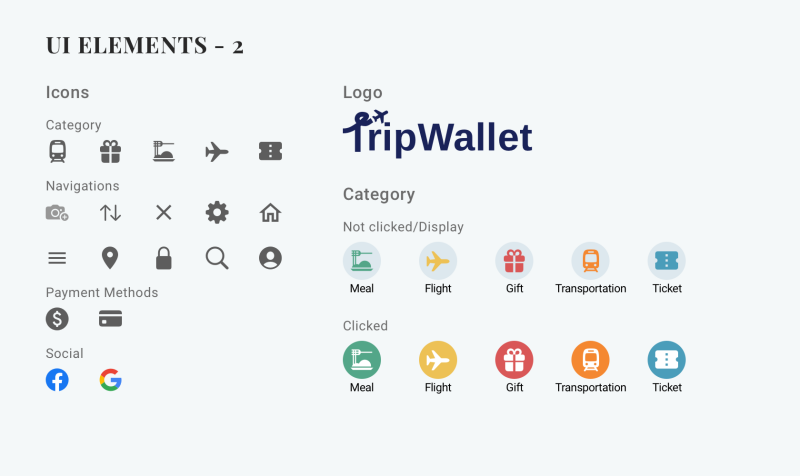 UI ELEMENTS - 2
Icons
Category
Navigations
Payment Methods
Social
Logo
TripWallet
Category
Not clicked/Display
Meal Flight Gift Transportation Ticket
Clicked
Meal Flight Gift Transportation Ticket